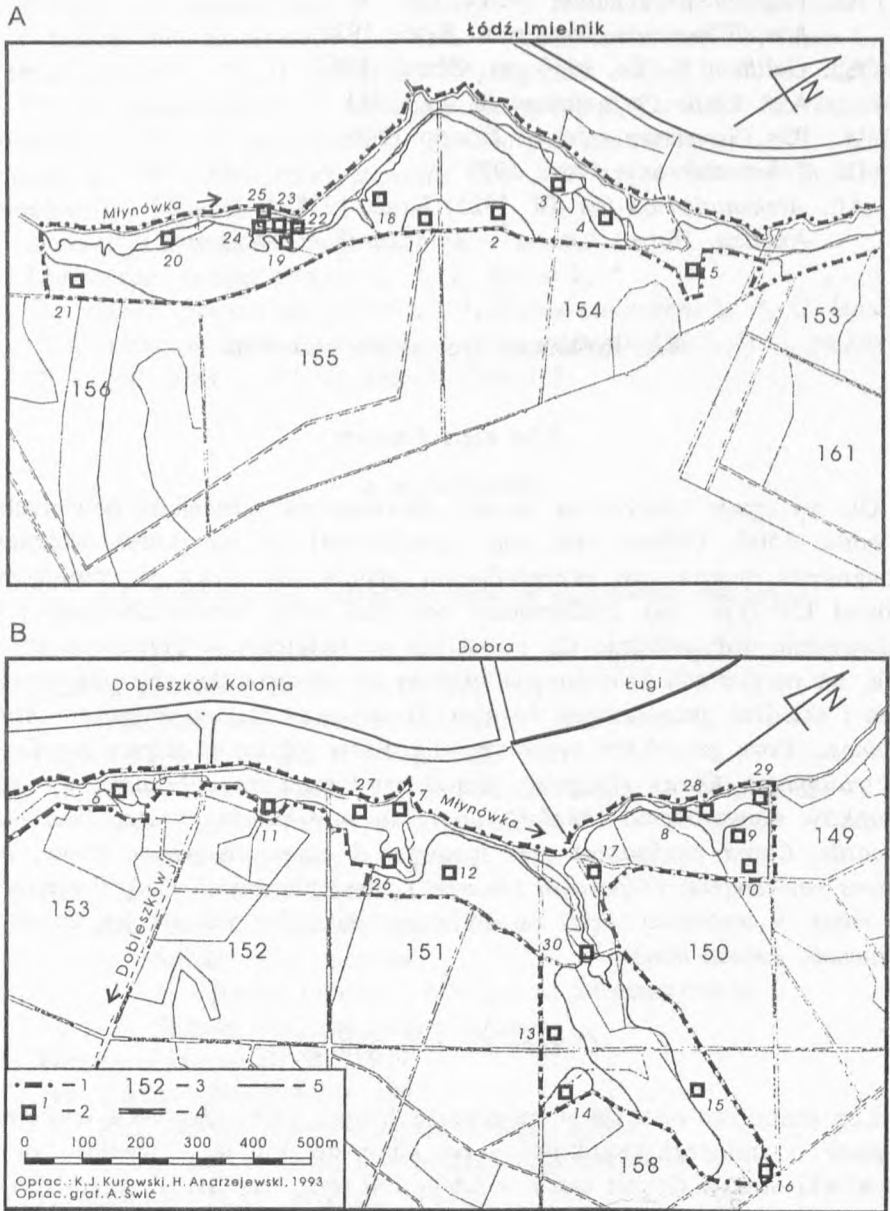 A
Łódź, Imielnik
N
Młynówka
25 23
22
24
19
20
21
18
2
3
4
5
156
155
154
153
161
B
Dobieszków Kolonia
Dobra
Ługi
N
6
11
27
Młynówka
26
12
17
8
28
29
9
10
149
Dobieszków
153
152
151
150
30
13
14
15
16
158
1 – 1 152 – 3 – 5
– 2 – 4
0 100 200 300 400 500m
Oprac.: K.J. Kurowski, H. Andrzejewski, 1993
Oprac. graf. A. Świć